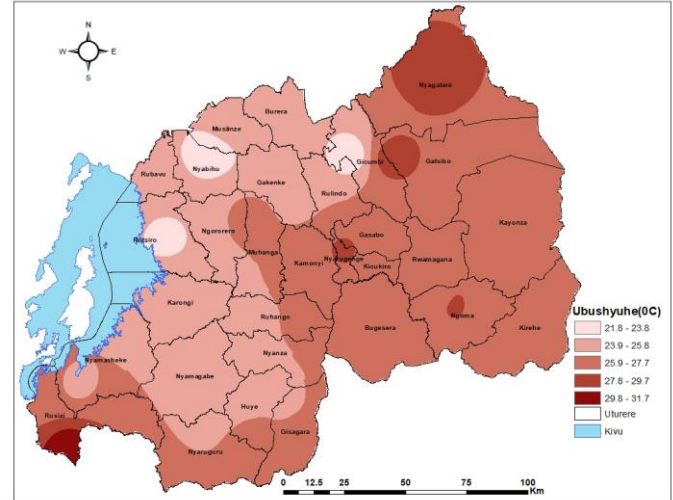 N
W E
S
Nyagatare
Burera
Musanze
Gicumbi
Nyabihu
Gatsibo
Rubavu
Gakenke
Rulindo
Kayonza
Rutsiro
Ngororero
Gasabo
Muhanga
Nyarugenge
Kamonyi
Kicukiro
Rwamagana
Karongi
Ruhango
Bugesera
Ngoma
Kirehe
Nyanza
Nyamasheke
Nyamagabe
Huye
Rusizi
Gisagara
Nyaruguru
Ubushyuhe(0C)
21.8 - 23.8
23.9 - 25.8
25.9 - 27.7
27.8 - 29.7
29.8 - 31.7
Uturere
Kivu
0 12.5 25 50 75 100
Km